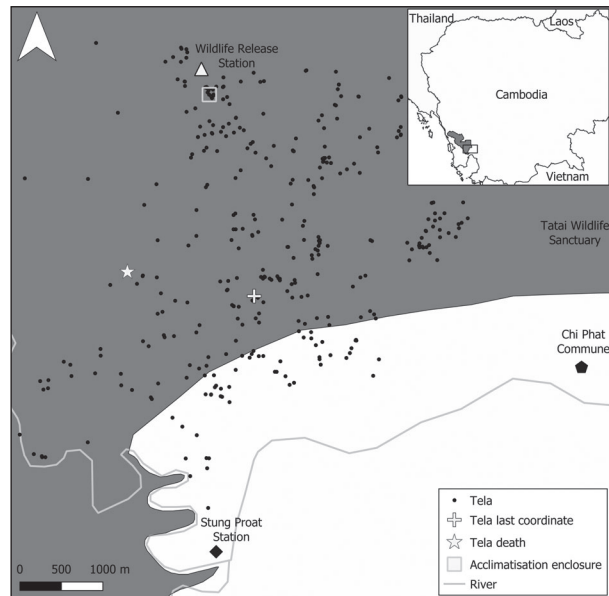 Wildlife Release
Station
Thailand
Laos
Cambodia
Vietnam
Tatai Wildlife
Sanctuary
Chi Phat
Commune
Stung Proat
Station
Tela
Tela last coordinate
Tela death
Acclimatisation enclosure
River
0 500 1000 m